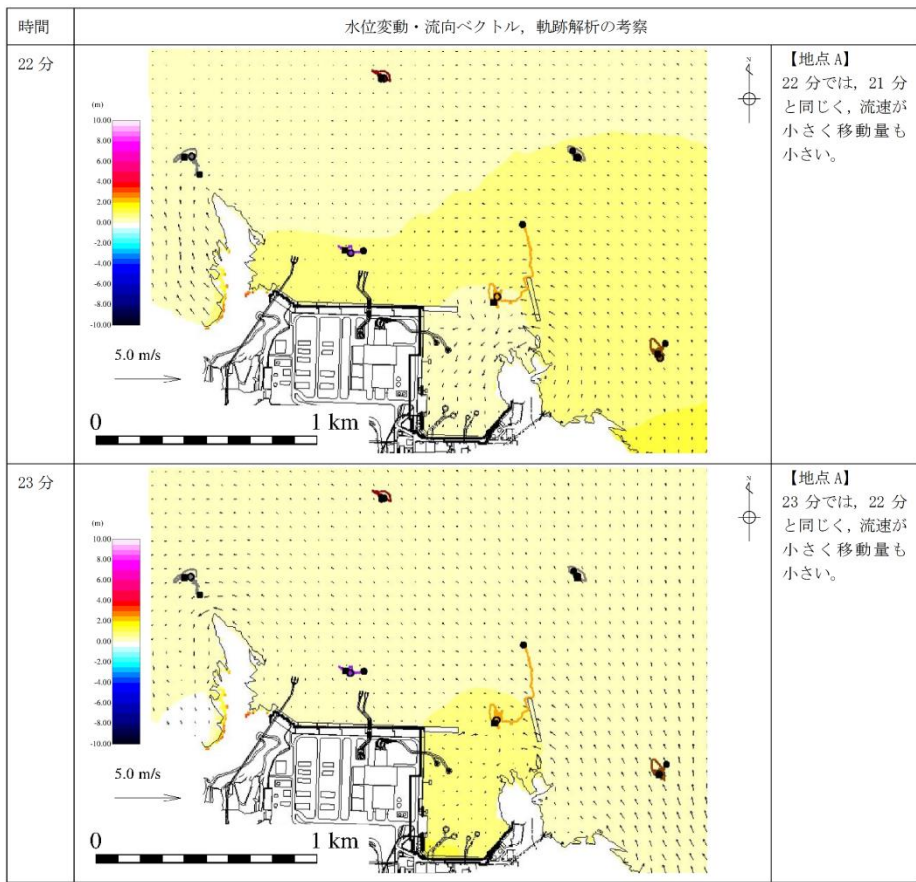 時間
水位変動・流向ベクトル，軌跡解析の考察
22 分
(m)
10.00
8.00
6.00
4.00
2.00
0.00
-2.00
-4.00
-6.00
-8.00
-10.00
5.0 m/s
0
1 km
N
【地点 A】
22 分では，21 分
と同じく，流速が
小さく移動量も
小さい。
23 分
(m)
10.00
8.00
6.00
4.00
2.00
0.00
-2.00
-4.00
-6.00
-8.00
-10.00
5.0 m/s
0
1 km
N
【地点 A】
23 分では，22 分
と同じく，流速が
小さく移動量も
小さい。